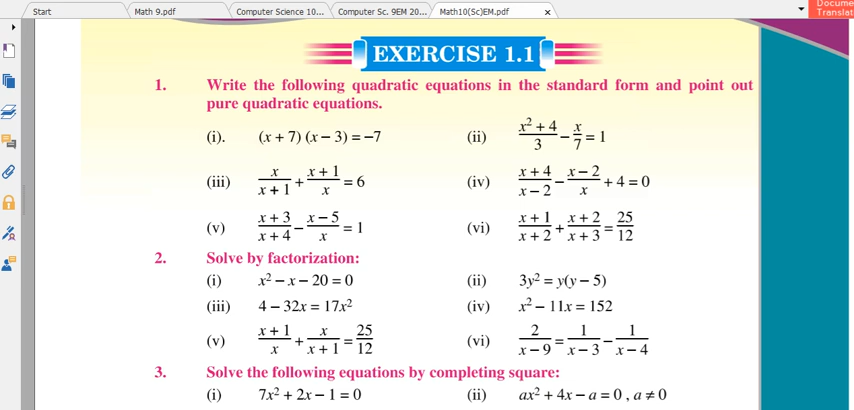 Start Math 9.pdf Computer Science 10... Computer Sc. 9EM 20... Math10(Sc)EM.pdf ×
Docume
Translat
EXERCISE 1.1
1. Write the following quadratic equations in the standard form and point out
pure quadratic equations.
(i). (x + 7) (x – 3) = –7 (ii) (x² + 4)/3 – x/7 = 1
(iii) x/(x + 1) + (x + 1)/x = 6 (iv) (x + 4)/(x – 2) – (x – 2)/x + 4 = 0
(v) (x + 3)/(x + 4) – (x – 5)/x = 1 (vi) (x + 1)/(x + 2) + (x + 2)/(x + 3) = 25/12
2. Solve by factorization:
(i) x² – x – 20 = 0 (ii) 3y² = y(y – 5)
(iii) 4 – 32x = 17x² (iv) x² – 11x = 152
(v) (x + 1)/x + x/(x + 1) = 25/12 (vi) 2/(x – 9) = 1/(x – 3) – 1/(x – 4)
3. Solve the following equations by completing square:
(i) 7x² + 2x – 1 = 0 (ii) ax² + 4x – a = 0 , a ≠ 0